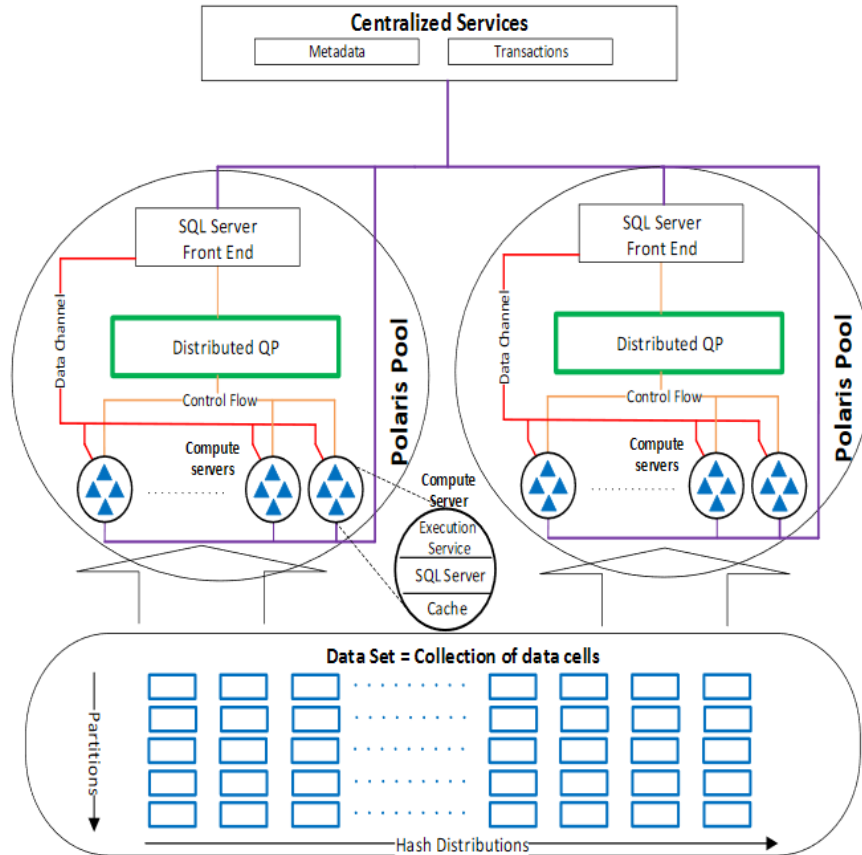 Centralized Services
Metadata
Transactions
SQL Server
Front End
Data Channel
Distributed QP
Control Flow
Compute
servers
Polaris Pool
SQL Server
Front End
Data Channel
Distributed QP
Control Flow
Compute
servers
Polaris Pool
Compute
Server
Execution
Service
SQL Server
Cache
Data Set = Collection of data cells
Partitions
Hash Distributions